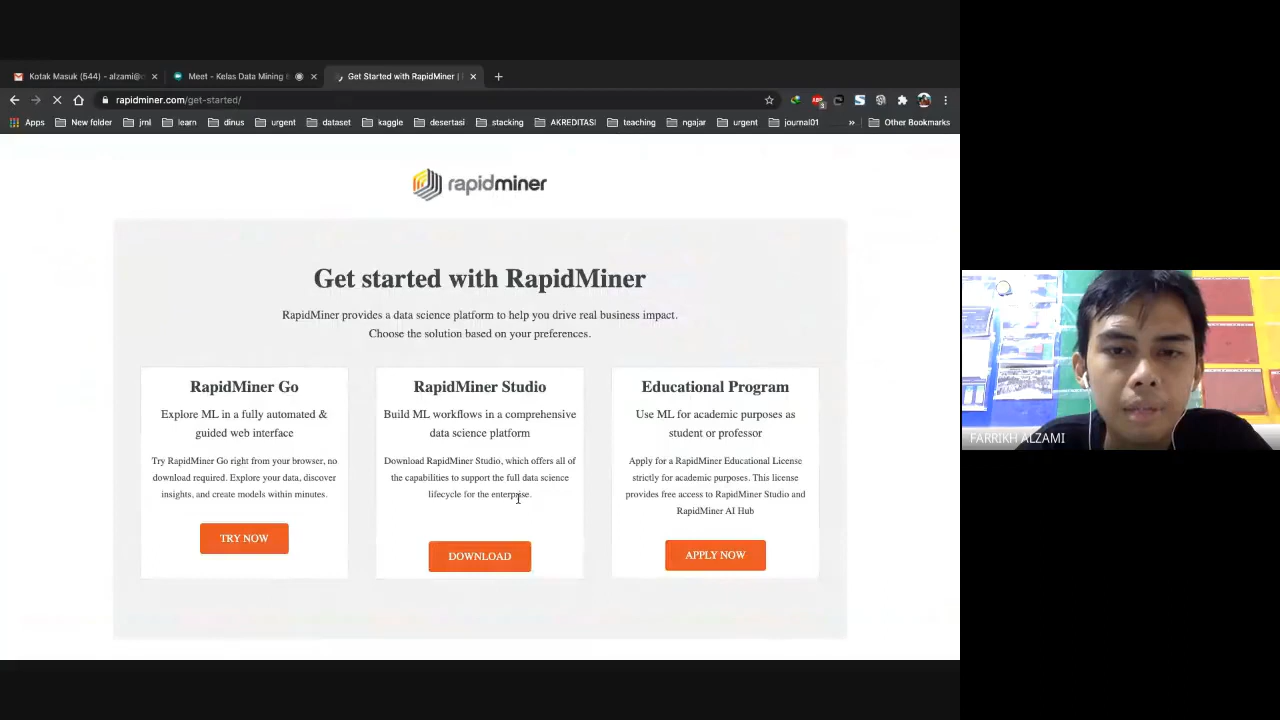 Kotak Masuk (544) - alzami@
Meet - Kelas Data Mining
Get Started with RapidMiner |
rapidminer.com/get-started/
Apps
New folder
jrnl
learn
dinus
urgent
dataset
kaggle
desertasi
stacking
AKREDITASI
teaching
ngajar
urgent
journal01
»
Other Bookmarks
rapidminer
Get started with RapidMiner
RapidMiner provides a data science platform to help you drive real business impact.
Choose the solution based on your preferences.
RapidMiner Go
Explore ML in a fully automated &
guided web interface
Try RapidMiner Go right from your browser, no
download required. Explore your data, discover
insights, and create models within minutes.
TRY NOW
RapidMiner Studio
Build ML workflows in a comprehensive
data science platform
Download RapidMiner Studio, which offers all of
the capabilities to support the full data science
lifecycle for the enterprise.
DOWNLOAD
Educational Program
Use ML for academic purposes as
student or professor
Apply for a RapidMiner Educational License
strictly for academic purposes. This license
provides free access to RapidMiner Studio and
RapidMiner AI Hub
APPLY NOW
FARRIKH ALZAMI